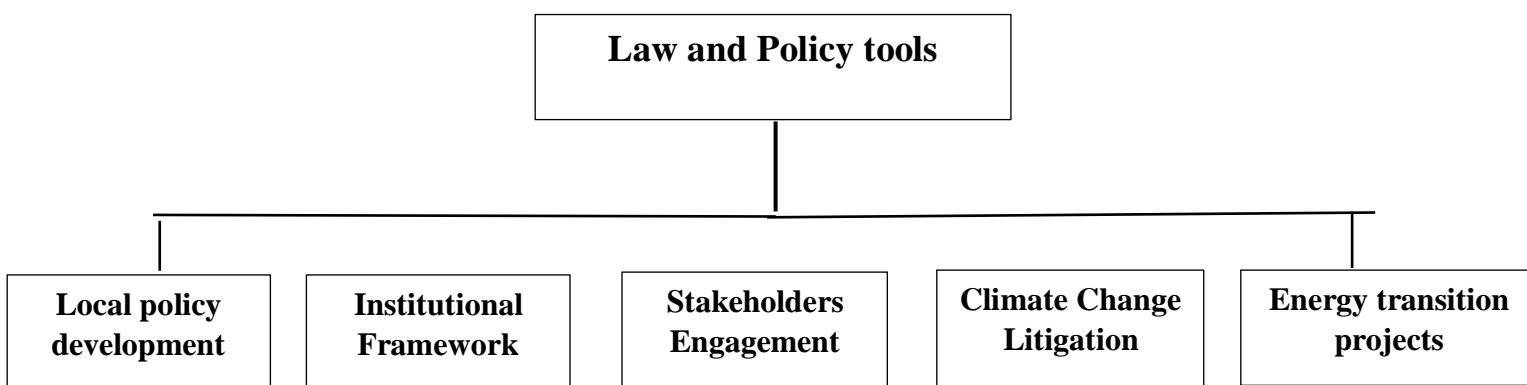 Law and Policy tools
Local policy
development
Institutional
Framework
Stakeholders
Engagement
Climate Change
Litigation
Energy transition
projects